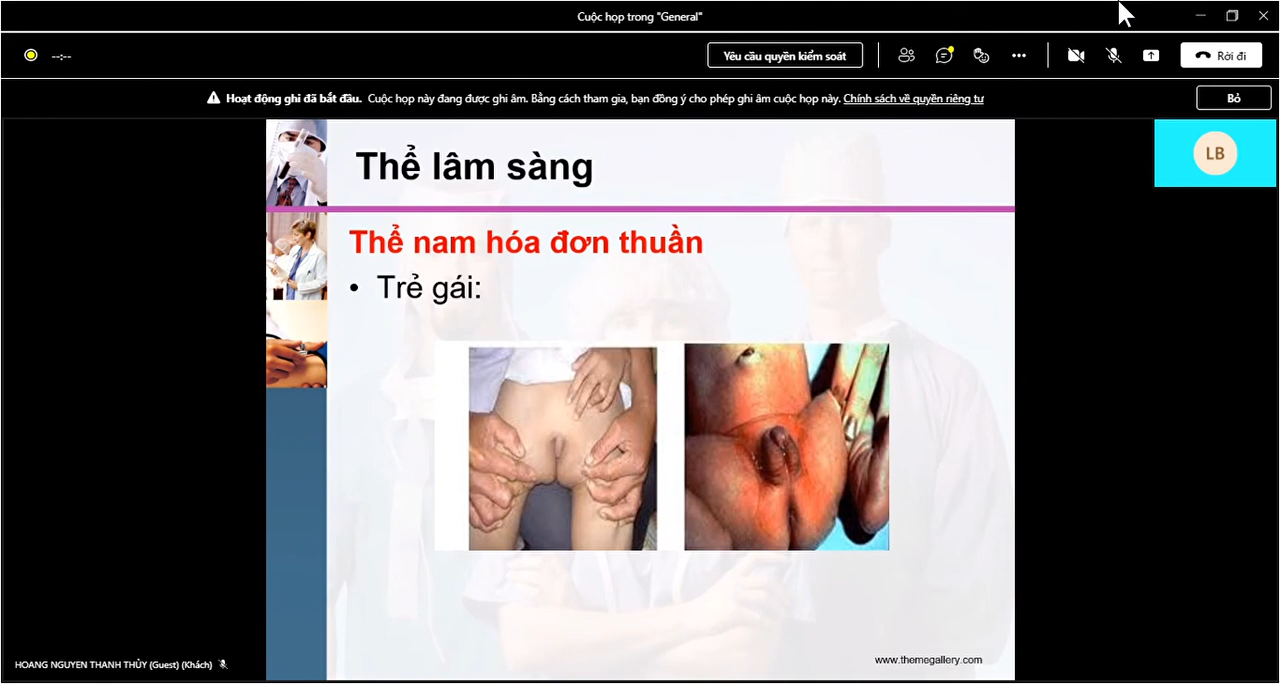 Cuộc họp trong "General"
--:--
Yêu cầu quyền kiểm soát
Rời đi
Hoạt động ghi đã bắt đầu. Cuộc họp này đang được ghi âm. Bằng cách tham gia, bạn đồng ý cho phép ghi âm cuộc họp này. Chính sách về quyền riêng tư
Bỏ
LB
Thể lâm sàng
Thể nam hóa đơn thuần
• Trẻ gái:
www.themegallery.com
HOANG NGUYEN THANH THỦY (Guest) (Khách)